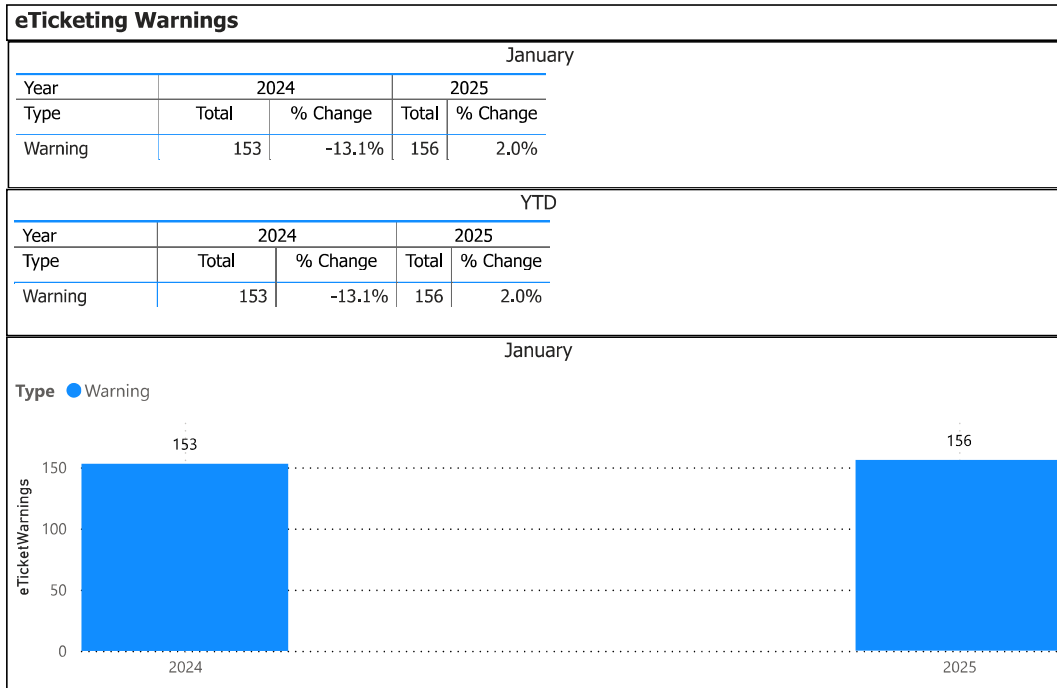 eTicketing Warnings
January
Year 2024 2025
Type Total % Change Total % Change
Warning 153 -13.1% 156 2.0%
YTD
Year 2024 2025
Type Total % Change Total % Change
Warning 153 -13.1% 156 2.0%
January
Type Warning
153 156
150
100
50
0
eTicketWarnings
2024 2025